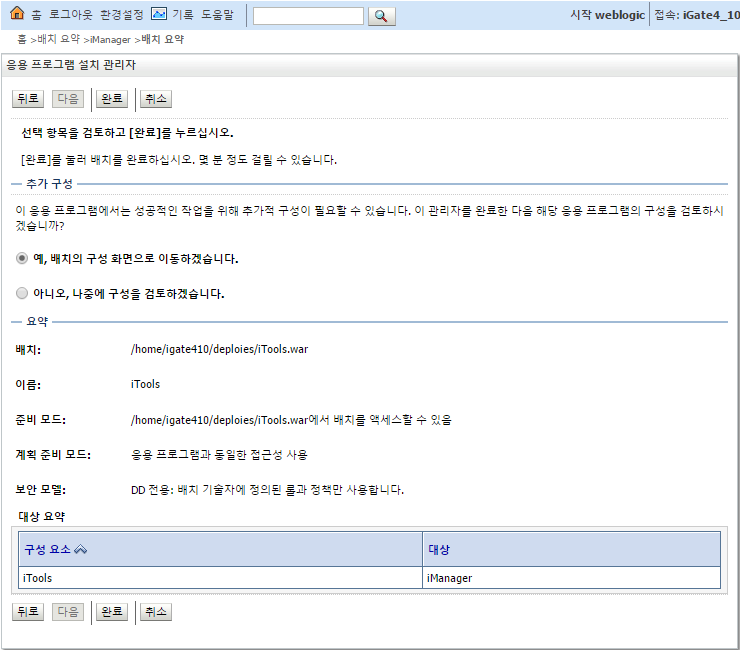 홈 로그아웃 환경설정 기록 도움말 시작 weblogic 접속: iGate4_10
홈 >배치 요약 >iManager >배치 요약
응용 프로그램 설치 관리자
뒤로 다음 완료 취소
선택 항목을 검토하고 [완료]를 누르십시오.
[완료]를 눌러 배치를 완료하십시오. 몇 분 정도 걸릴 수 있습니다.
추가 구성
이 응용 프로그램에서는 성공적인 작업을 위해 추가적 구성이 필요할 수 있습니다. 이 관리자를 완료한 다음 해당 응용 프로그램의 구성을 검토하시
겠습니까?
예, 배치의 구성 화면으로 이동하겠습니다.
아니오, 나중에 구성을 검토하겠습니다.
요약
배치: /home/igate410/deploies/iTools.war
이름: iTools
준비 모드: /home/igate410/deploies/iTools.war에서 배치를 액세스할 수 있음
계획 준비 모드: 응용 프로그램과 동일한 접근성 사용
보안 모델: DD 전용: 배치 기술자에 정의된 롤과 정책만 사용합니다.
대상 요약
구성 요소 대상
iTools iManager
뒤로 다음 완료 취소